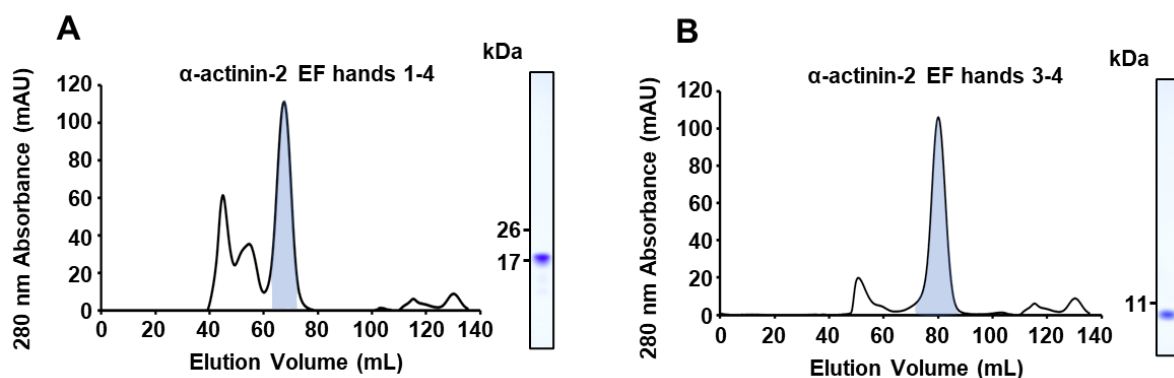 A
α-actinin-2 EF hands 1-4
kDa
280 nm Absorbance (mAU)
120
100
80
60
40
20
0
0 20 40 60 80 100 120 140
Elution Volume (mL)
26
17
B
α-actinin-2 EF hands 3-4
kDa
280 nm Absorbance (mAU)
120
100
80
60
40
20
0
0 20 40 60 80 100 120 140
Elution Volume (mL)
11